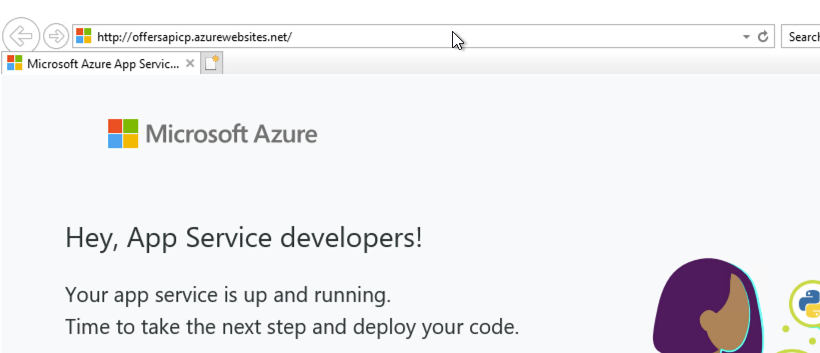 http://offersapicp.azurewebsites.net/
Searc
Microsoft Azure App Servic...
Microsoft Azure
Hey, App Service developers!
Your app service is up and running.
Time to take the next step and deploy your code.